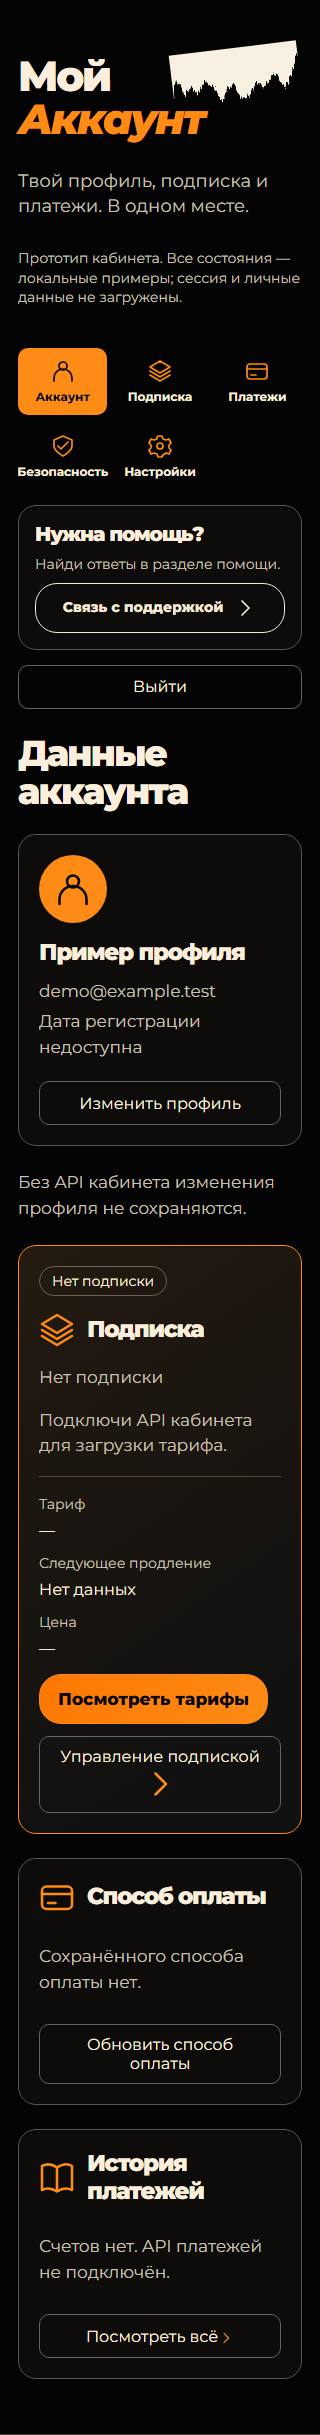 Мой
Аккаунт
Твой профиль, подписка и
платежи. В одном месте.
Прототип кабинета. Все состояния —
локальные примеры; сессия и личные
данные не загружены.
Аккаунт
Подписка
Платежи
Безопасность
Настройки
Нужна помощь?
Найди ответы в разделе помощи.
Связь с поддержкой
Выйти
Данные
аккаунта
Пример профиля
demo@example.test
Дата регистрации
недоступна
Изменить профиль
Без API кабинета изменения
профиля не сохраняются.
Нет подписки
Подписка
Нет подписки
Подключи API кабинета
для загрузки тарифа.
Тариф
—
Следующее продление
Нет данных
Цена
—
Посмотреть тарифы
Управление подпиской
Способ оплаты
Сохранённого способа
оплаты нет.
Обновить способ
оплаты
История
платежей
Счетов нет. API платежей
не подключён.
Посмотреть всё